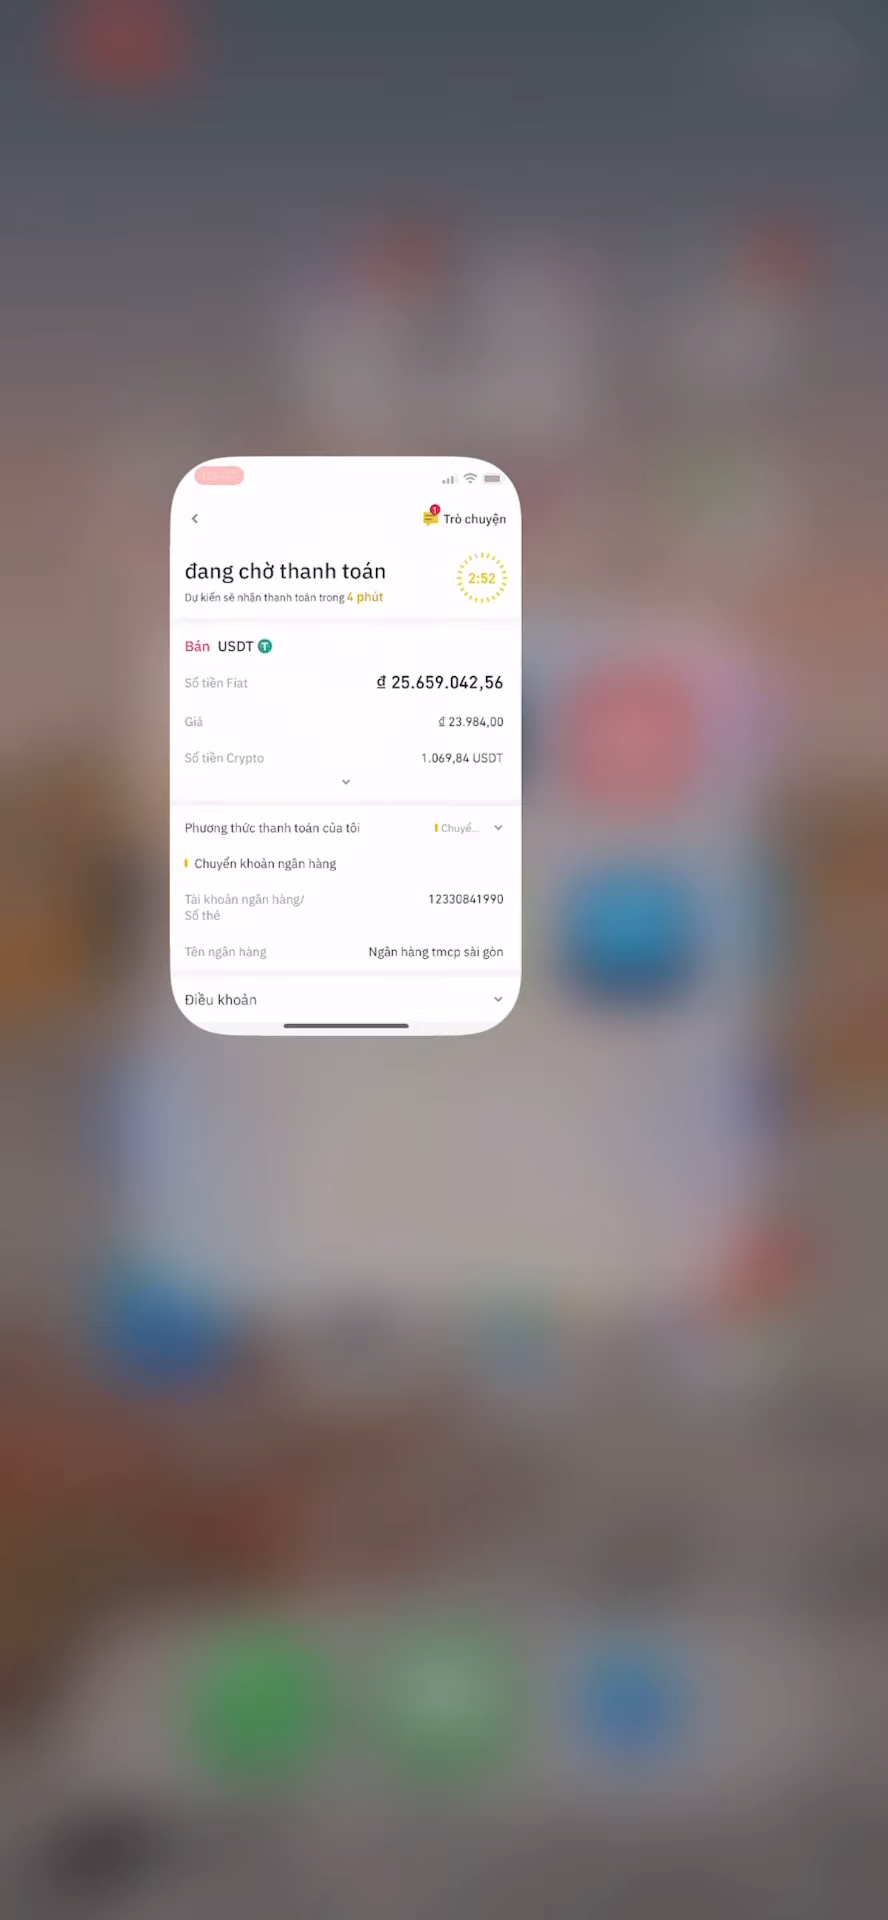 Trò chuyện
1
đang chờ thanh toán
2:52
Dự kiến sẽ nhận thanh toán trong 4 phút
Bán USDT
Số tiền Fiat ₫ 25.659.042,56
Giá ₫ 23.984,00
Số tiền Crypto 1.069,84 USDT
Phương thức thanh toán của tôi Chuyể...
Chuyển khoản ngân hàng
Tài khoản ngân hàng/ 12330841990
Số thẻ
Tên ngân hàng Ngân hàng tmcp sài gòn
Điều khoản